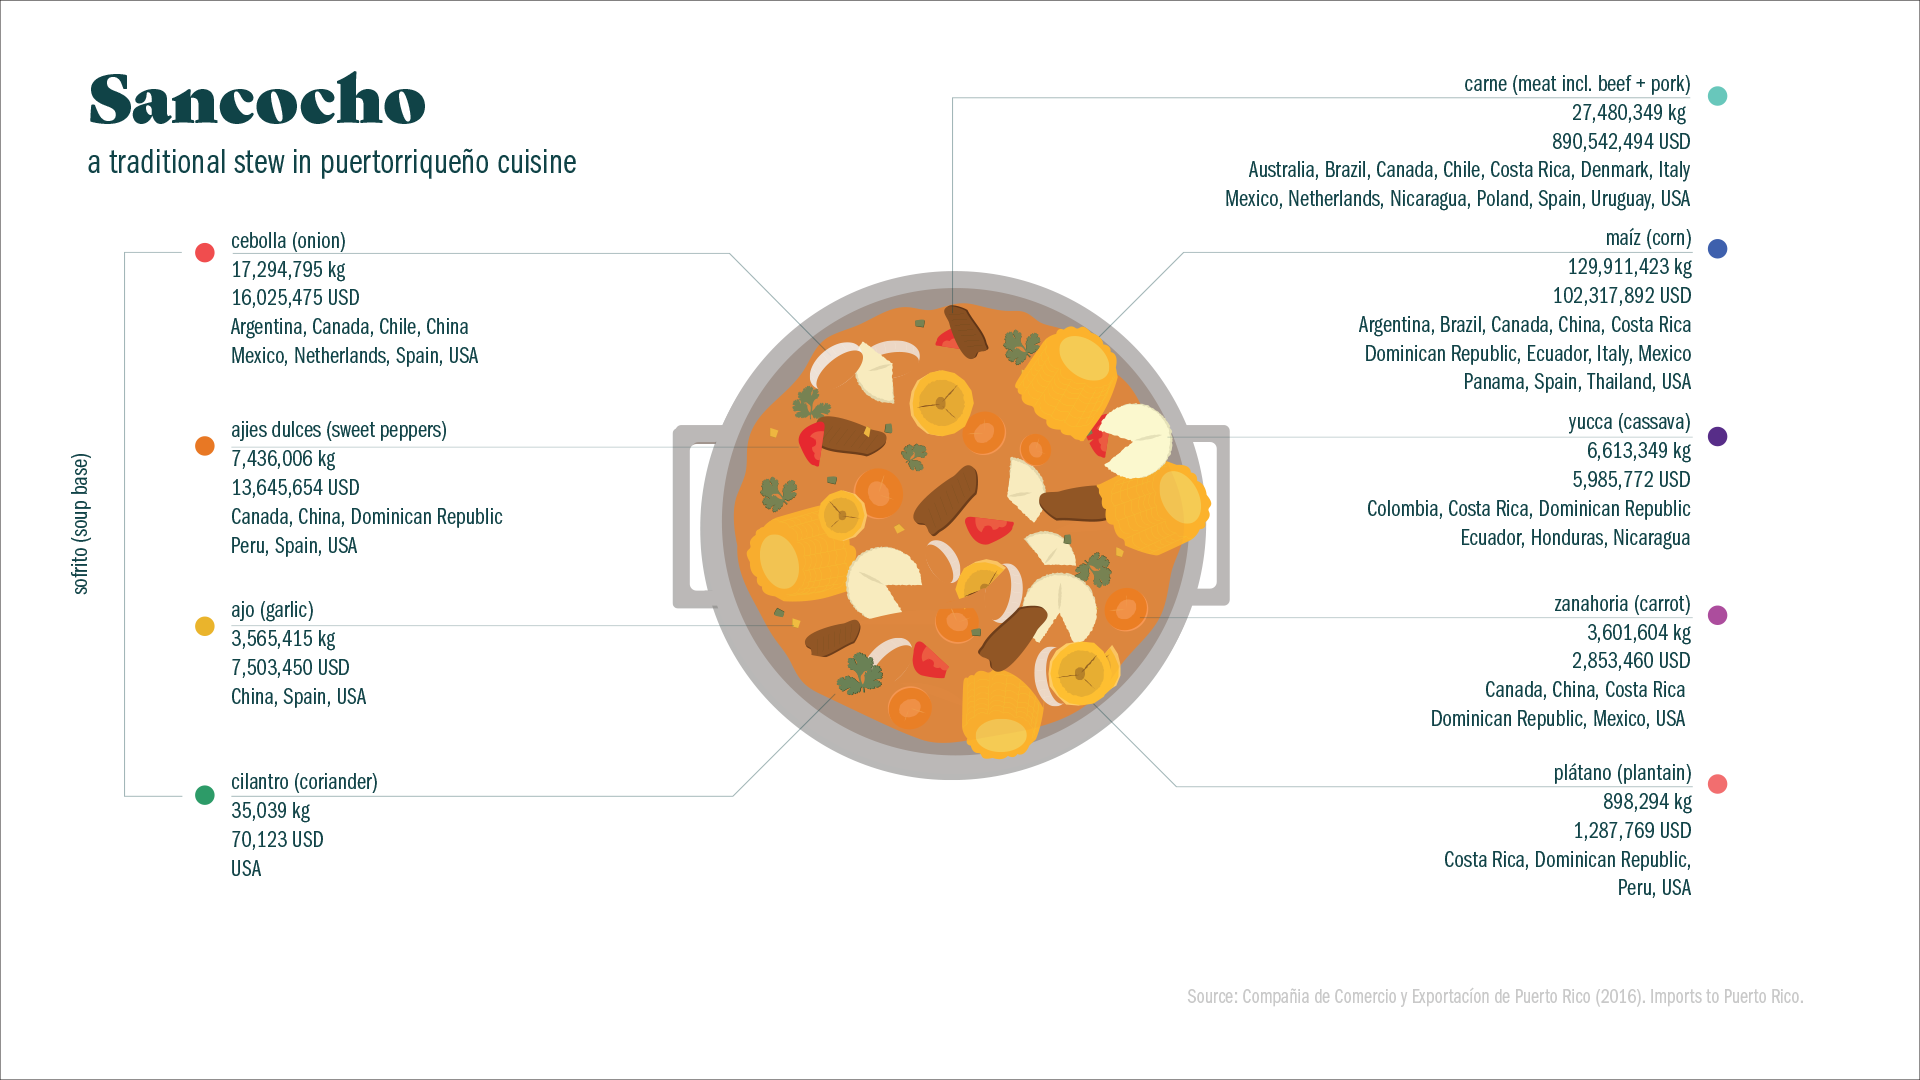 Sancocho
a traditional stew in puertorriqueño cuisine
sofrito (soup base)
cebolla (onion)
17,294,795 kg
16,025,475 USD
Argentina, Canada, Chile, China
Mexico, Netherlands, Spain, USA
ajies dulces (sweet peppers)
7,436,006 kg
13,645,654 USD
Canada, China, Dominican Republic
Peru, Spain, USA
ajo (garlic)
3,565,415 kg
7,503,450 USD
China, Spain, USA
cilantro (coriander)
35,039 kg
70,123 USD
USA
carne (meat incl. beef + pork)
27,480,349 kg
890,542,494 USD
Australia, Brazil, Canada, Chile, Costa Rica, Denmark, Italy
Mexico, Netherlands, Nicaragua, Poland, Spain, Uruguay, USA
maíz (corn)
129,911,423 kg
102,317,892 USD
Argentina, Brazil, Canada, China, Costa Rica
Dominican Republic, Ecuador, Italy, Mexico
Panama, Spain, Thailand, USA
yucca (cassava)
6,613,349 kg
5,985,772 USD
Colombia, Costa Rica, Dominican Republic
Ecuador, Honduras, Nicaragua
zanahoria (carrot)
3,601,604 kg
2,853,460 USD
Canada, China, Costa Rica
Dominican Republic, Mexico, USA
plátano (plantain)
898,294 kg
1,287,769 USD
Costa Rica, Dominican Republic,
Peru, USA
Source: Compañia de Comercio y Exportacíon de Puerto Rico (2016). Imports to Puerto Rico.